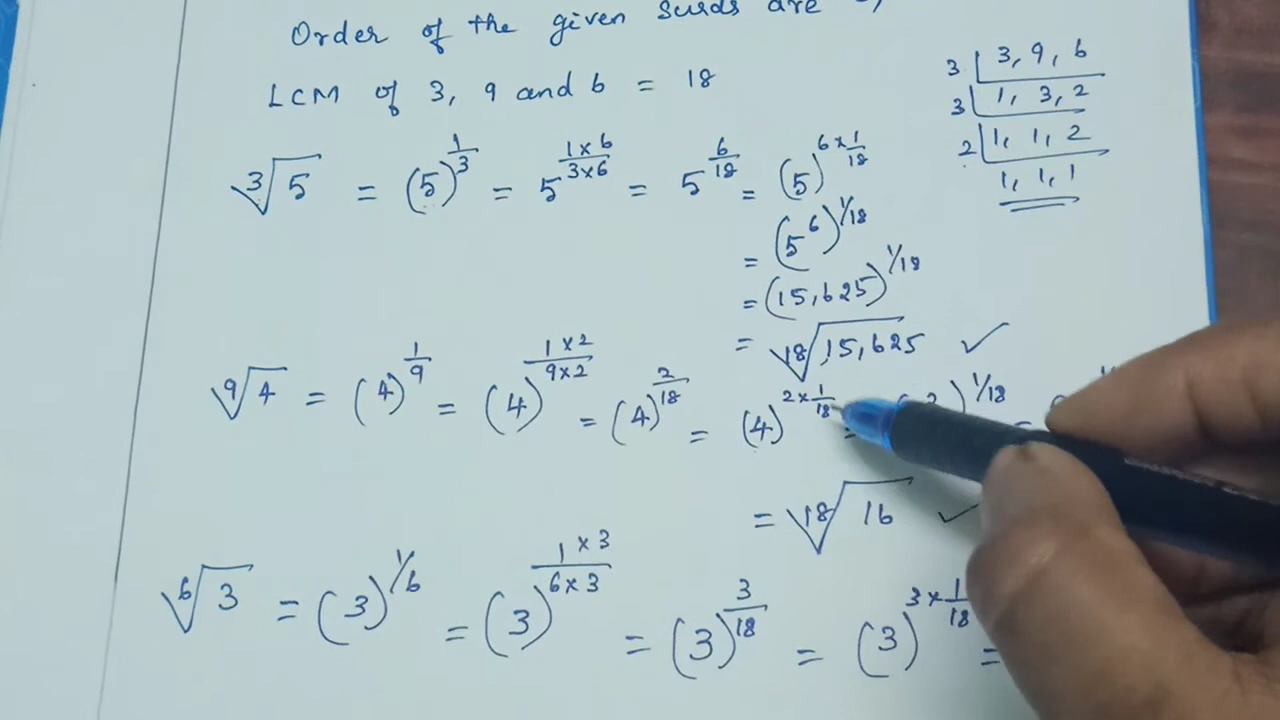 Order of the given surds are
LCM of 3, 9 and 6 = 18
3 | 3, 9, 6
3 | 1, 3, 2
2 | 1, 1, 2
1, 1, 1
∛5 = (5)^(1/3) = 5^((1×6)/(3×6)) = 5^(6/18) = (5)^(6×1/18)
= (5^6)^(1/18)
= (15,625)^(1/18)
= ¹⁸√15,625 ✓
⁹√4 = (4)^(1/9) = (4)^((1×2)/(9×2)) = (4)^(2/18) = (4)^(2×1/18) = )^(1/18)
= ¹⁸√16 ✓
⁶√3 = (3)^(1/6) = (3)^((1×3)/(6×3)) = (3)^(3/18) = (3)^(3×1/18) =